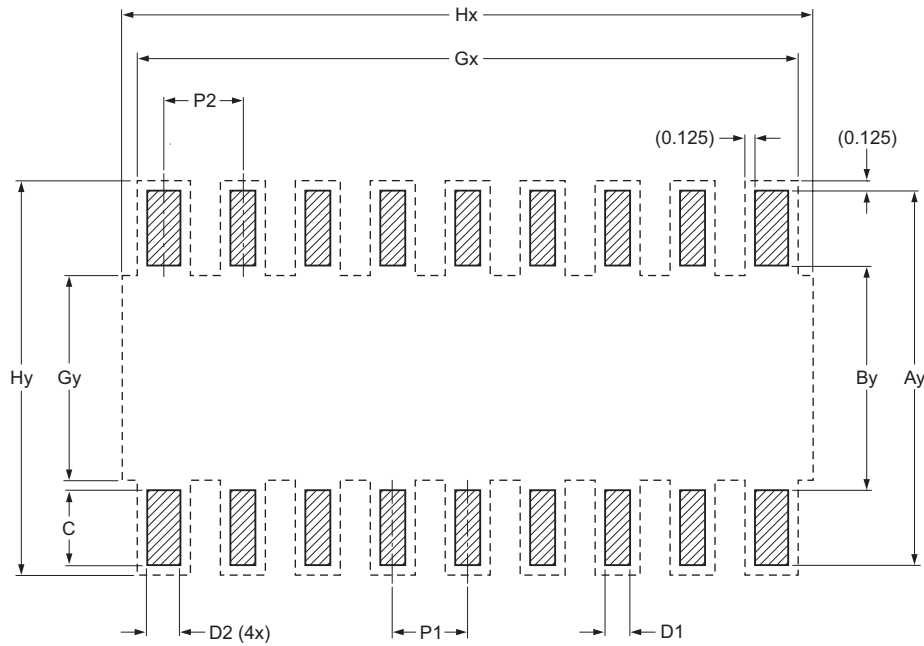 Hx
Gx
P2
(0.125)
(0.125)
Hy
Gy
By
Ay
C
D2 (4x)
P1
D1